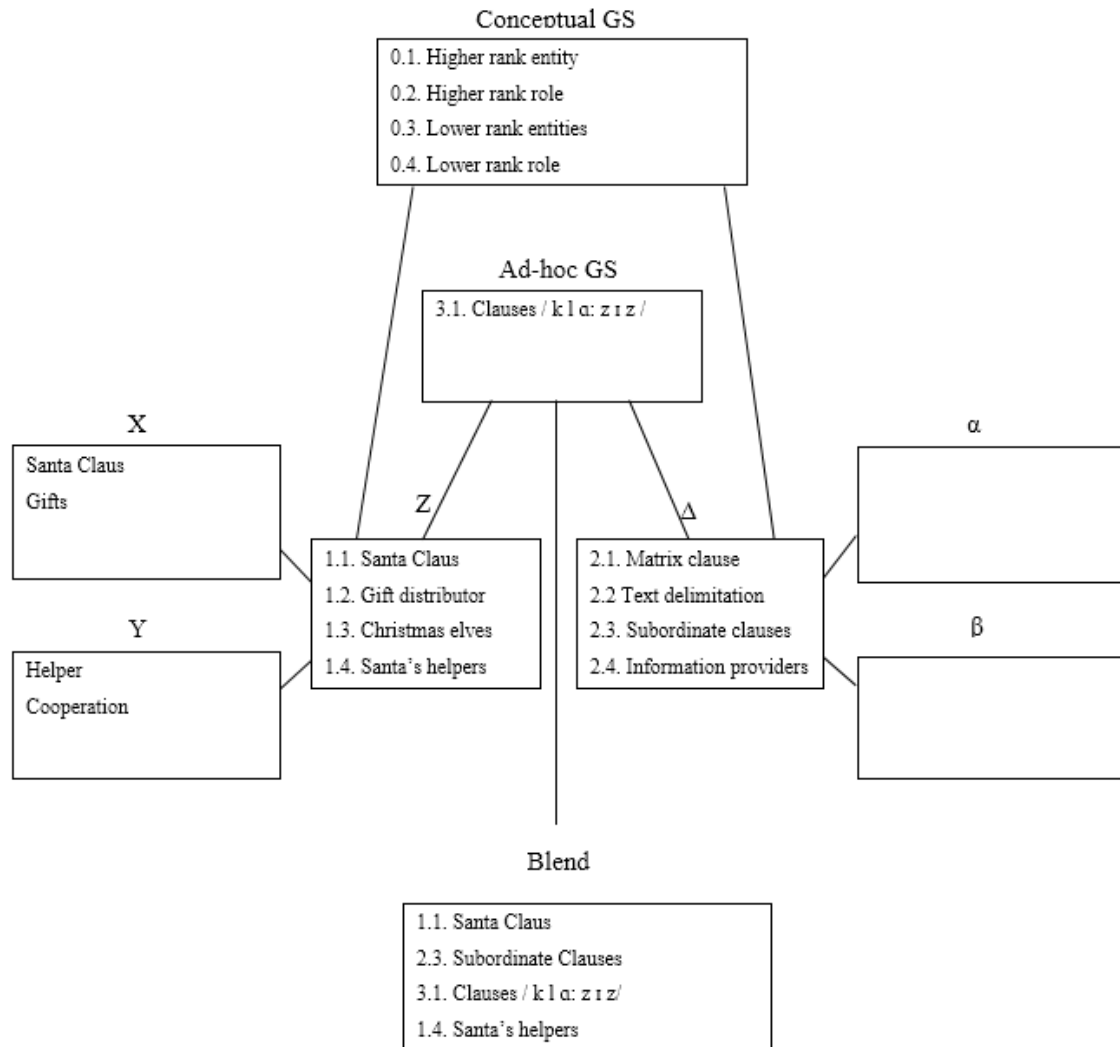 Conceptual GS
0.1. Higher rank entity
0.2. Higher rank role
0.3. Lower rank entities
0.4. Lower rank role
Ad-hoc GS
3.1. Clauses / k l ɑ: z ɪ z /
X
Santa Claus
Gifts
Y
Helper
Cooperation
Z
1.1. Santa Claus
1.2. Gift distributor
1.3. Christmas elves
1.4. Santa’s helpers
Δ
2.1. Matrix clause
2.2 Text delimitation
2.3. Subordinate clauses
2.4. Information providers
α
β
Blend
1.1. Santa Claus
2.3. Subordinate Clauses
3.1. Clauses / k l ɑ: z ɪ z/
1.4. Santa’s helpers